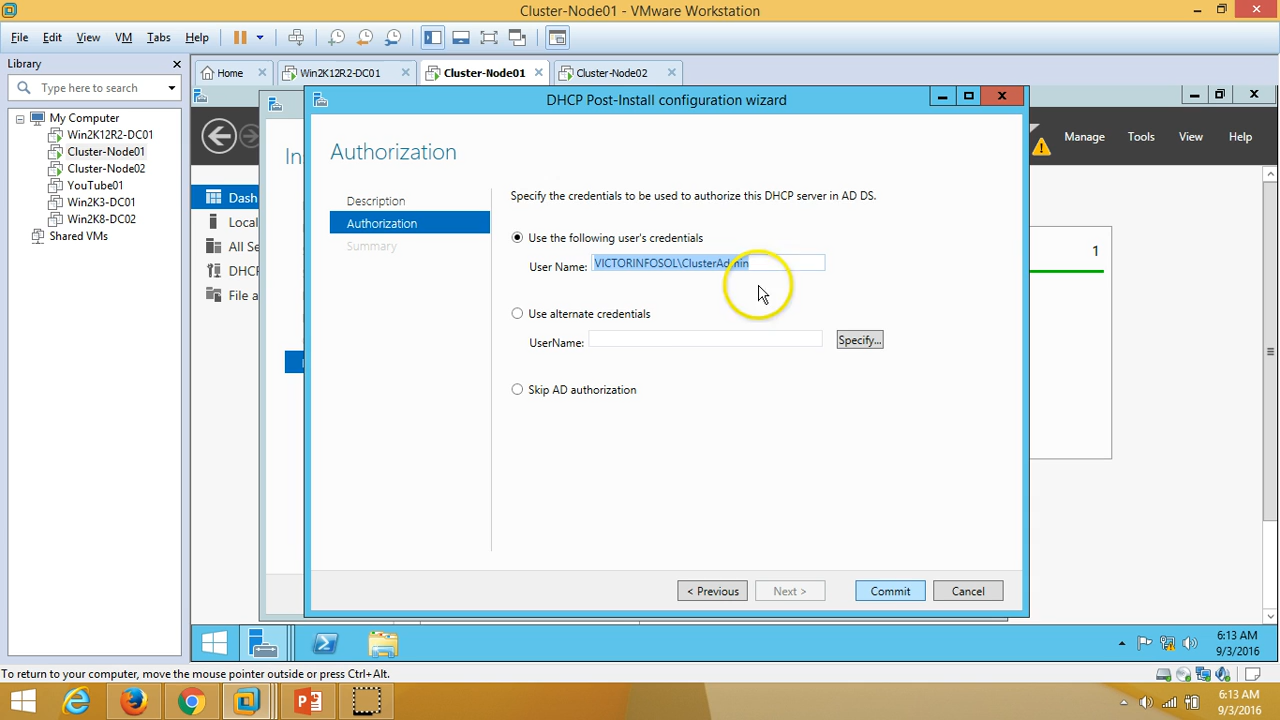 Cluster-Node01 - VMware Workstation
File Edit View VM Tabs Help
Library
Type here to search
My Computer
Win2K12R2-DC01
Cluster-Node01
Cluster-Node02
YouTube01
Win2K3-DC01
Win2K8-DC02
Shared VMs
Home Win2K12R2-DC01 Cluster-Node01 Cluster-Node02
DHCP Post-Install configuration wizard
Manage Tools View Help
In
Dash
Local
All Se
DHCP
File a
1
Authorization
Description
Authorization
Summary
Specify the credentials to be used to authorize this DHCP server in AD DS.
Use the following user's credentials
User Name: VICTORINFOSOL\ClusterAdmin
Use alternate credentials
UserName: Specify...
Skip AD authorization
< Previous Next > Commit Cancel
6:13 AM
9/3/2016
To return to your computer, move the mouse pointer outside or press Ctrl+Alt.
6:13 AM
9/3/2016